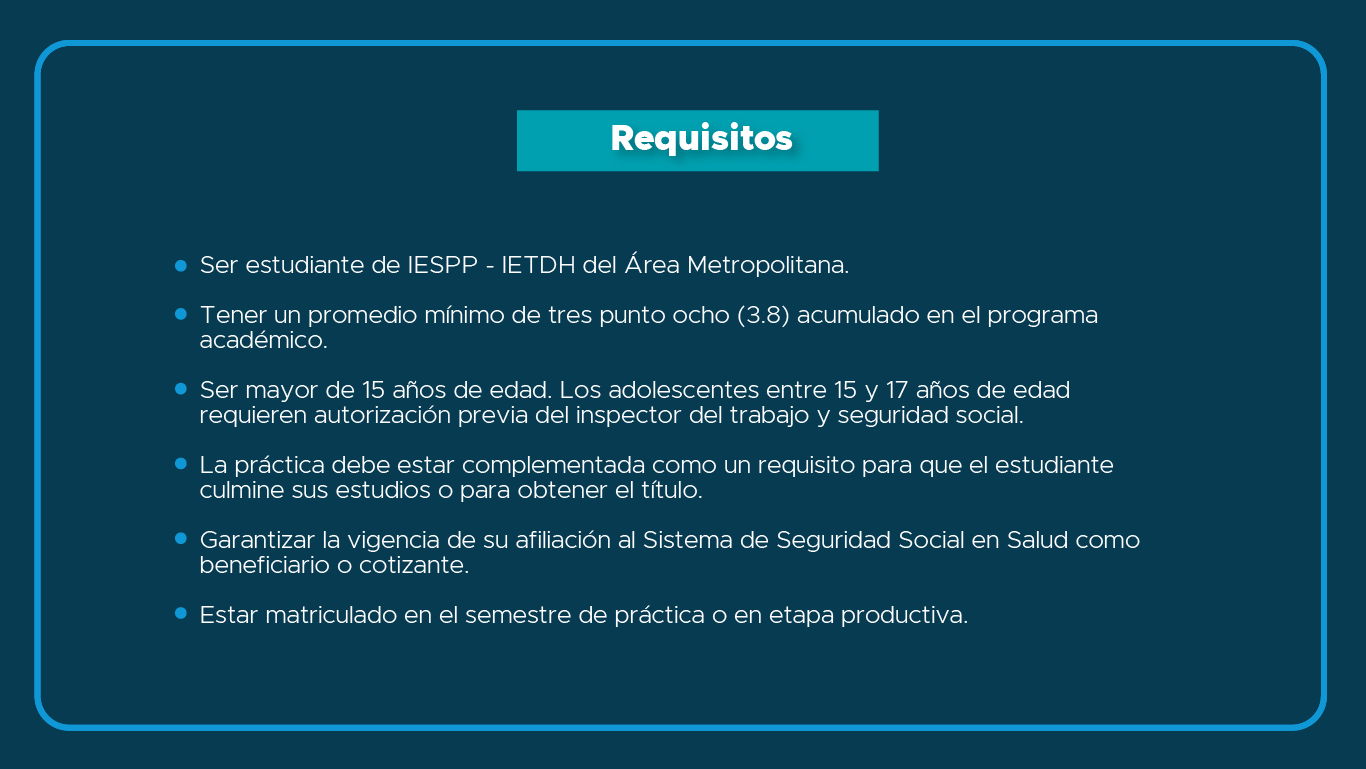 Requisitos
Ser estudiante de IESPP - IETDH del Área Metropolitana.
Tener un promedio mínimo de tres punto ocho (3.8) acumulado en el programa
académico.
Ser mayor de 15 años de edad. Los adolescentes entre 15 y 17 años de edad
requieren autorización previa del inspector del trabajo y seguridad social.
La práctica debe estar complementada como un requisito para que el estudiante
culmine sus estudios o para obtener el título.
Garantizar la vigencia de su afiliación al Sistema de Seguridad Social en Salud como
beneficiario o cotizante.
Estar matriculado en el semestre de práctica o en etapa productiva.